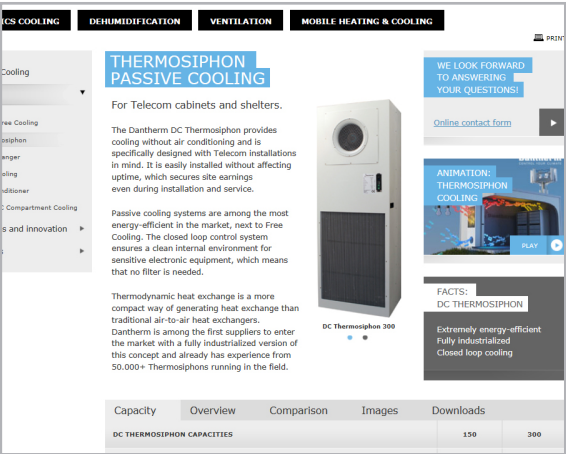 ICS COOLING
DEHUMIDIFICATION
VENTILATION
MOBILE HEATING & COOLING
PRINT
Cooling
ree Cooling
osiphon
anger
oling
nditioner
C Compartment Cooling
s and innovation
s
THERMOSIPHON
PASSIVE COOLING
For Telecom cabinets and shelters.
The Dantherm DC Thermosiphon provides
cooling without air conditioning and is
specifically designed with Telecom installations
in mind. It is easily installed without affecting
uptime, which secures site earnings
even during installation and service.
Passive cooling systems are among the most
energy-efficient in the market, next to Free
Cooling. The closed loop control system
ensures a clean internal environment for
sensitive electronic equipment, which means
that no filter is needed.
Thermodynamic heat exchange is a more
compact way of generating heat exchange than
traditional air-to-air heat exchangers.
Dantherm is among the first suppliers to enter
the market with a fully industrialized version of
this concept and already has experience from
50.000+ Thermosiphons running in the field.
DC Thermosiphon 300
WE LOOK FORWARD
TO ANSWERING
YOUR QUESTIONS!
Online contact form
ANIMATION:
THERMOSIPHON
COOLING
PLAY
FACTS:
DC THERMOSIPHON
Extremely energy-efficient
Fully industrialized
Closed loop cooling
Capacity
Overview
Comparison
Images
Downloads
DC THERMOSIPHON CAPACITIES
150
300